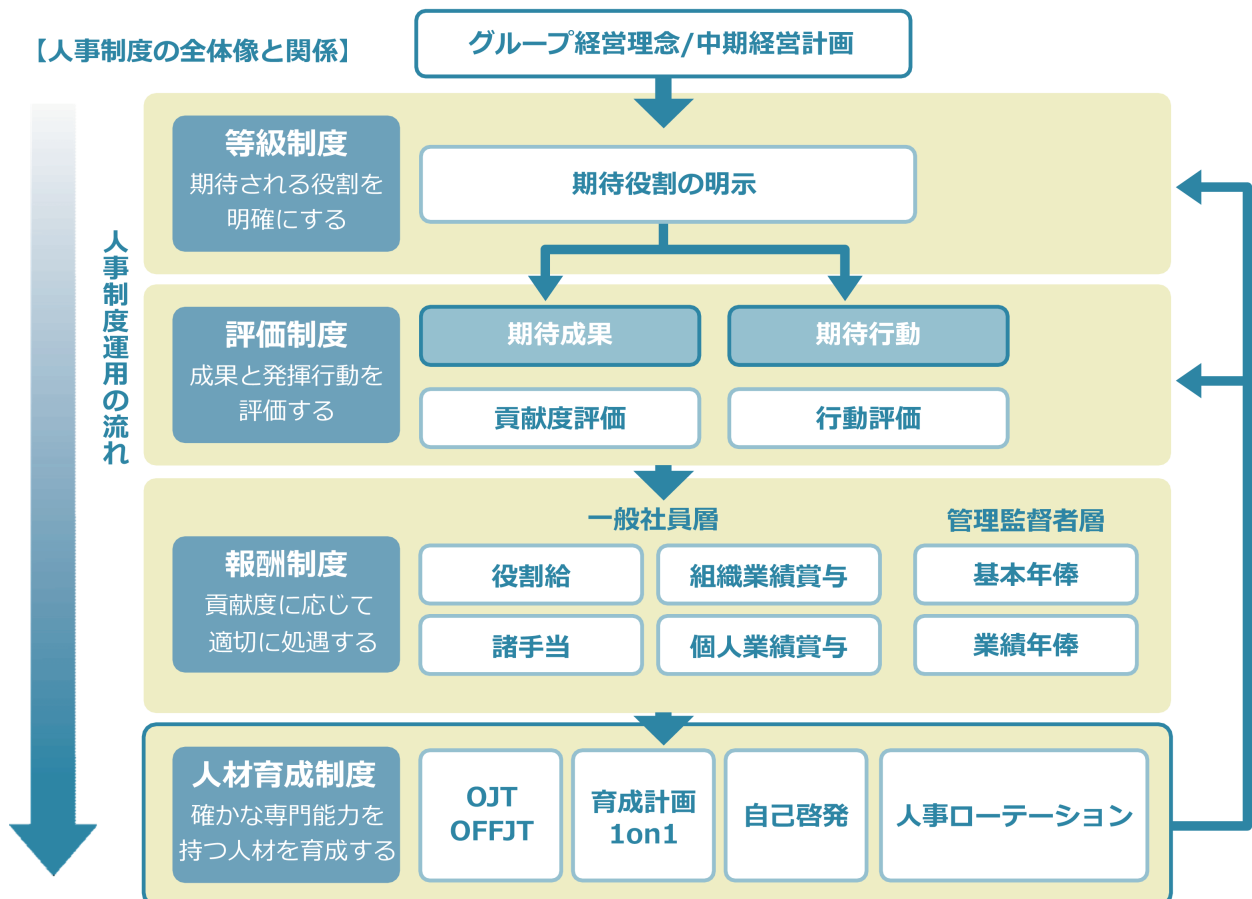 【人事制度の全体像と関係】
グループ経営理念/中期経営計画
人事制度運用の流れ
等級制度
期待される役割を
明確にする
期待役割の明示
評価制度
成果と発揮行動を
評価する
期待成果
期待行動
貢献度評価
行動評価
報酬制度
貢献度に応じて
適切に処遇する
一般社員層
管理監督者層
役割給
組織業績賞与
基本年俸
諸手当
個人業績賞与
業績年俸
人材育成制度
確かな専門能力を
持つ人材を育成する
OJT
OFFJT
育成計画
1on1
自己啓発
人事ローテーション